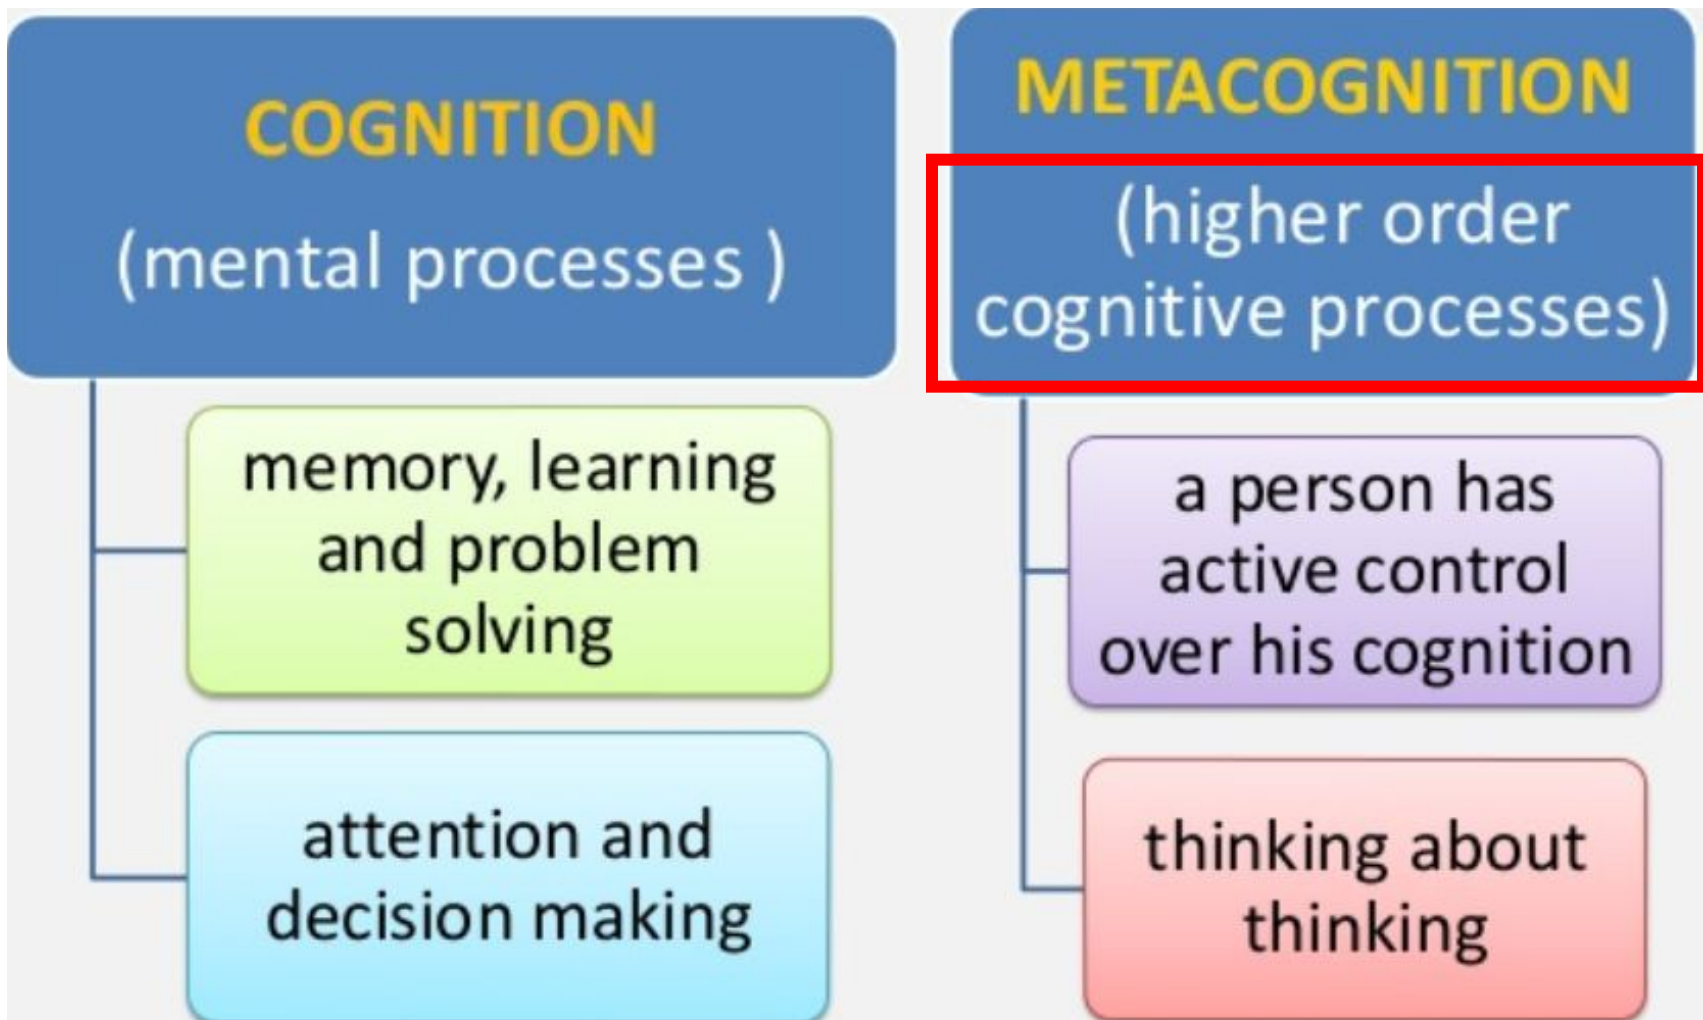 COGNITION
(mental processes )
memory, learning
and problem
solving
attention and
decision making
METACOGNITION
(higher order
cognitive processes)
a person has
active control
over his cognition
thinking about
thinking